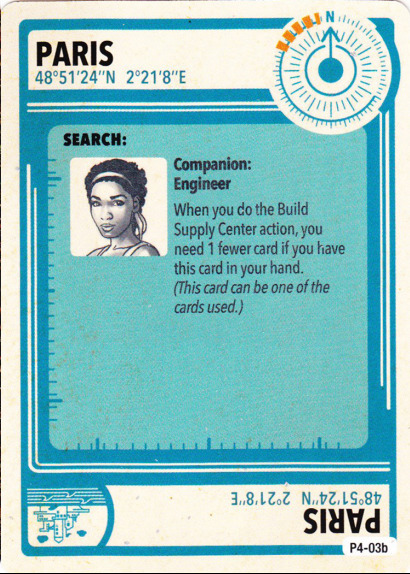 PARIS
48°51'24"N 2°21'8"E
N
SEARCH:
Companion:
Engineer
When you do the Build
Supply Center action, you
need 1 fewer card if you have
this card in your hand.
(This card can be one of the
cards used.)
48°51'24"N 2°21'8"E
PARIS
P4-03b